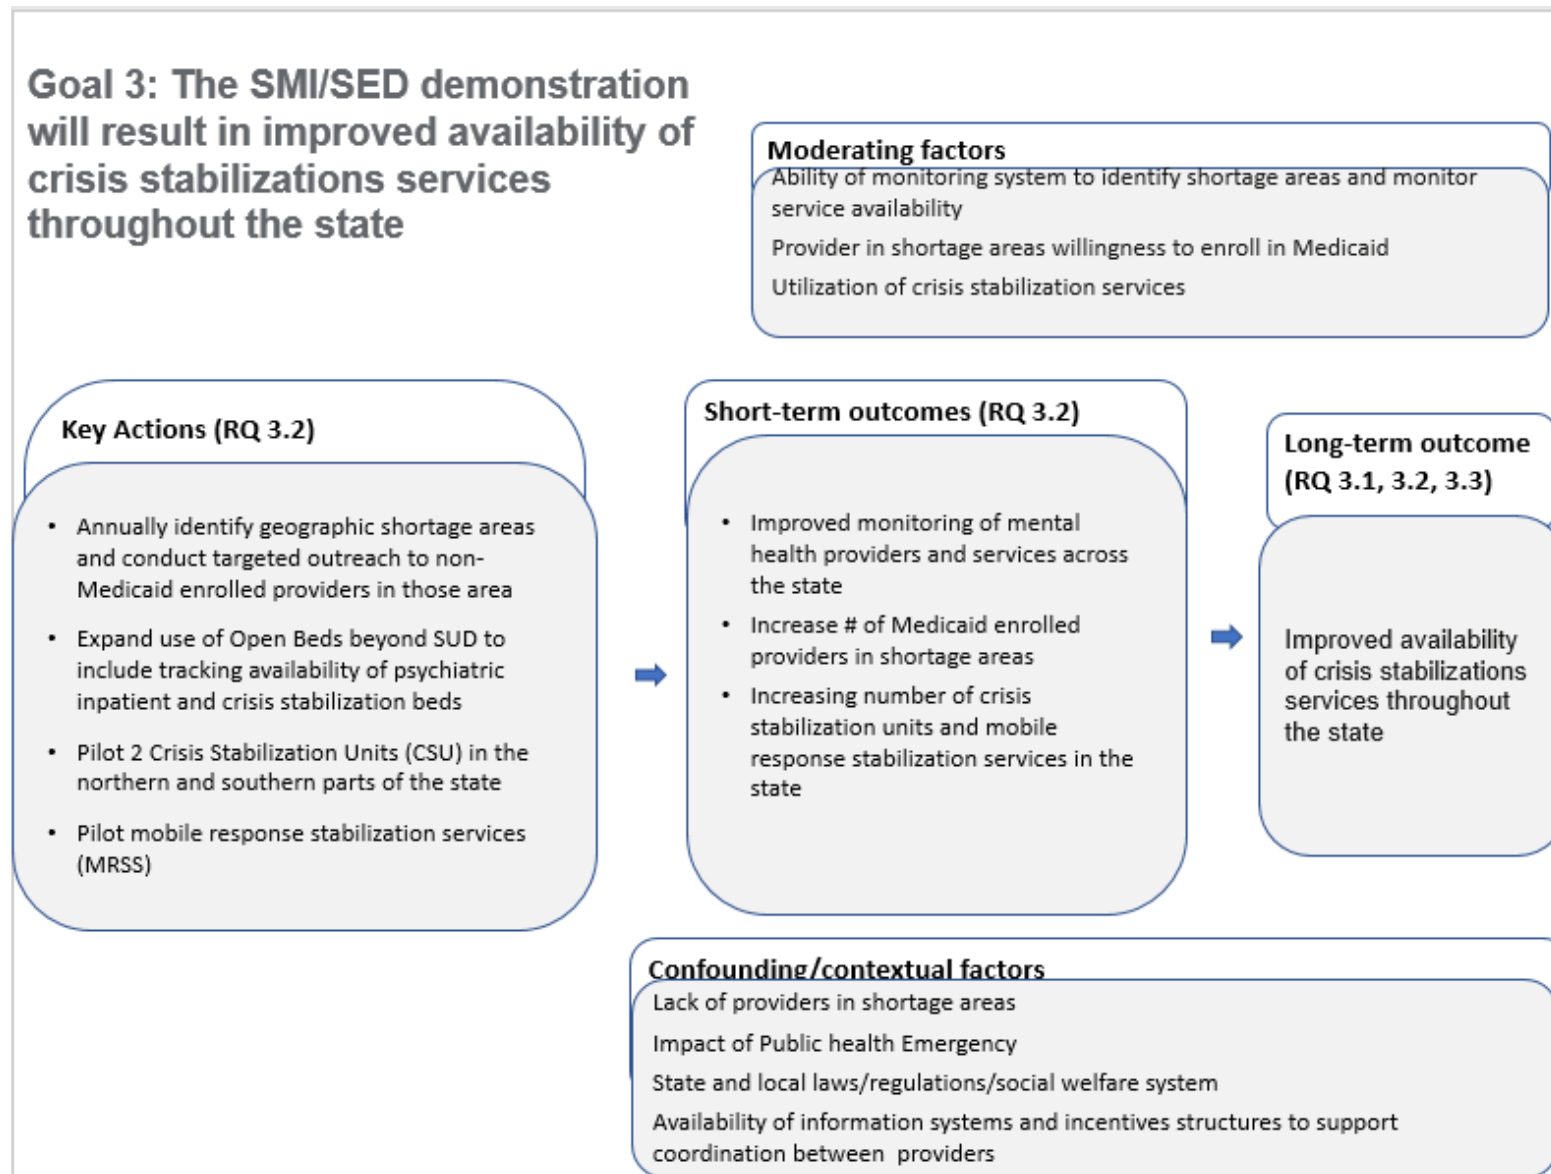 Goal 3: The SMI/SED demonstration
will result in improved availability of
crisis stabilizations services
throughout the state
Moderating factors
Ability of monitoring system to identify shortage areas and monitor
service availability
Provider in shortage areas willingness to enroll in Medicaid
Utilization of crisis stabilization services
Key Actions (RQ 3.2)
• Annually identify geographic shortage areas
and conduct targeted outreach to non-
Medicaid enrolled providers in those area
• Expand use of Open Beds beyond SUD to
include tracking availability of psychiatric
inpatient and crisis stabilization beds
• Pilot 2 Crisis Stabilization Units (CSU) in the
northern and southern parts of the state
• Pilot mobile response stabilization services
(MRSS)
Short-term outcomes (RQ 3.2)
• Improved monitoring of mental
health providers and services across
the state
• Increase # of Medicaid enrolled
providers in shortage areas
• Increasing number of crisis
stabilization units and mobile
response stabilization services in the
state
Long-term outcome
(RQ 3.1, 3.2, 3.3)
Improved availability
of crisis stabilizations
services throughout
the state
Confounding/contextual factors
Lack of providers in shortage areas
Impact of Public health Emergency
State and local laws/regulations/social welfare system
Availability of information systems and incentives structures to support
coordination between providers